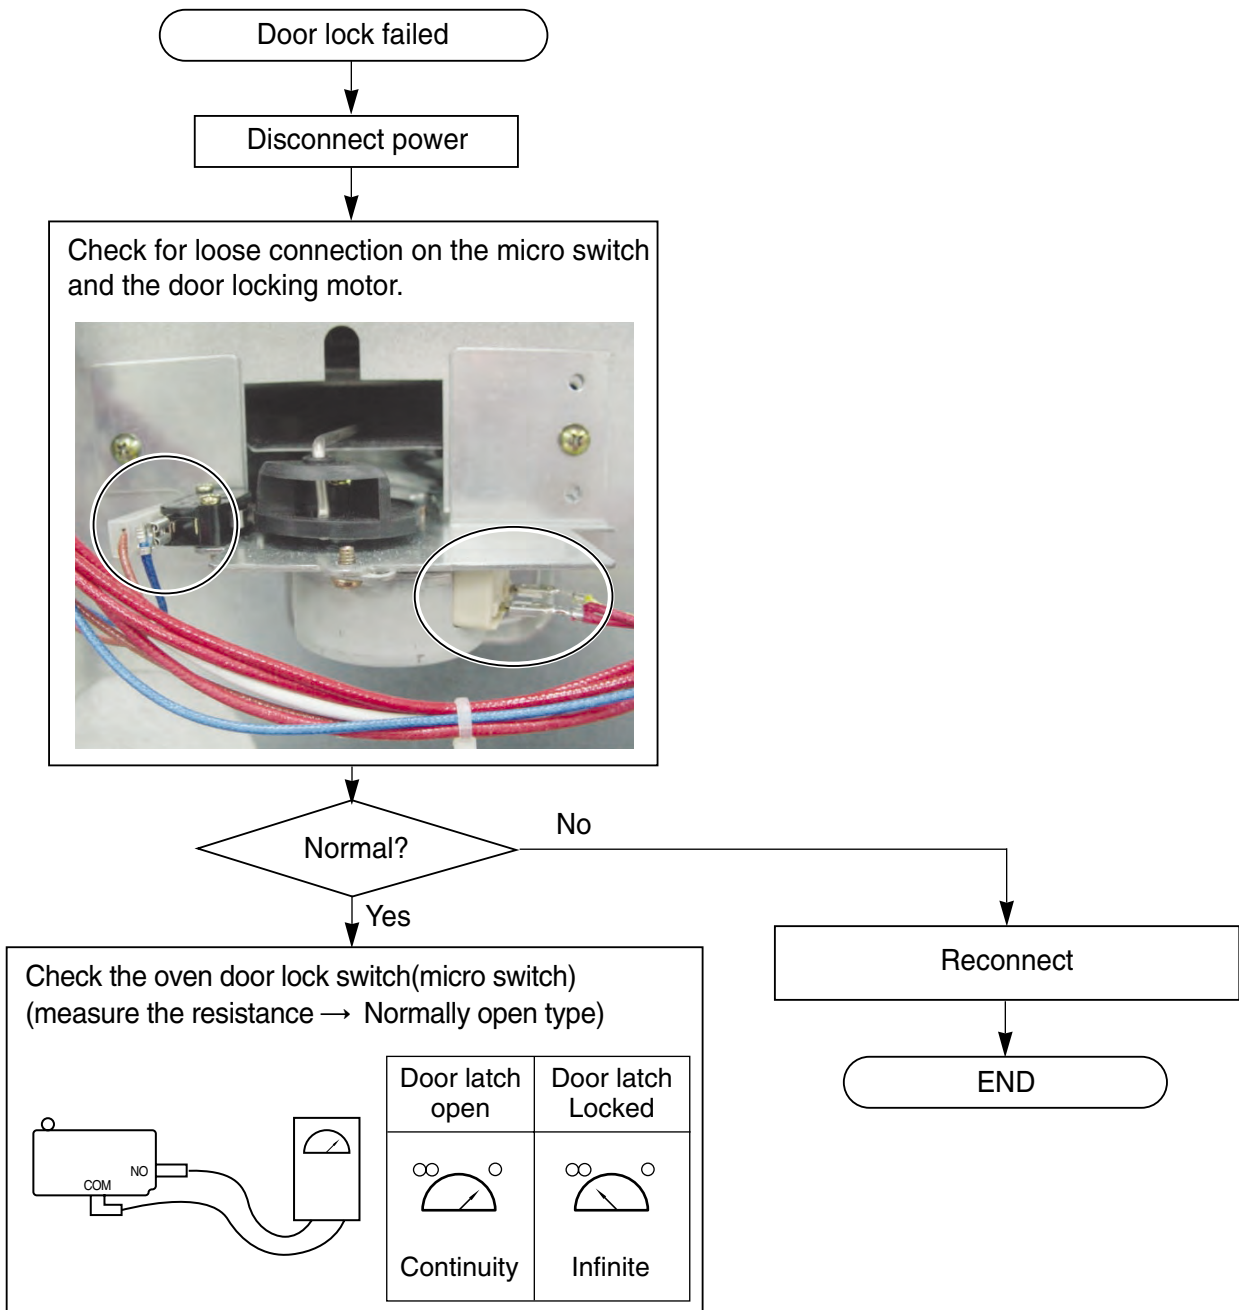 Door lock failed
Disconnect power
Check for loose connection on the micro switch
and the door locking motor.
Normal?
No
Yes
Reconnect
END
Check the oven door lock switch(micro switch)
(measure the resistance → Normally open type)
NO
COM
Door latch
open
Door latch
Locked
Continuity
Infinite